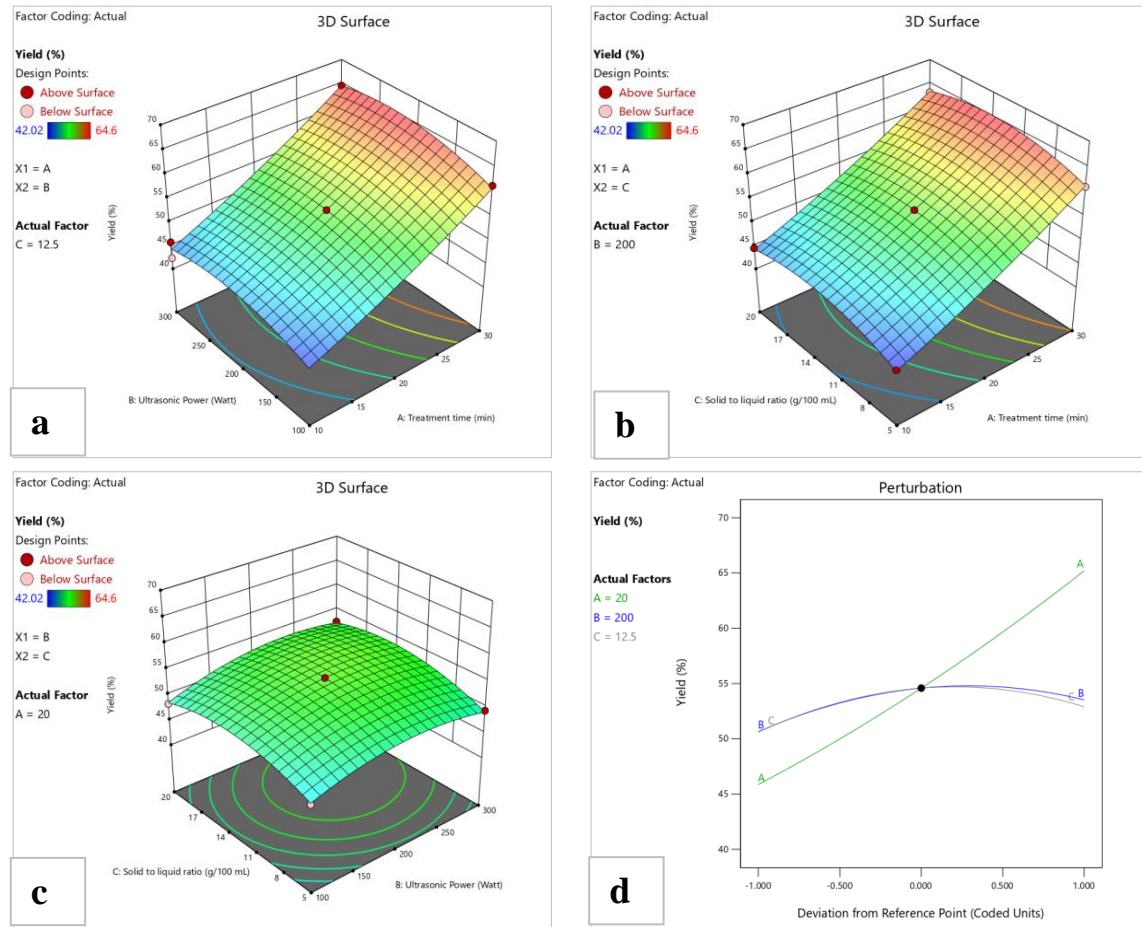 Factor Coding: Actual
3D Surface
Yield (%)
Design Points:
Above Surface
Below Surface
42.02 64.6
X1 = A
X2 = B
Actual Factor
C = 12.5
Yield (%)
70
65
60
55
50
45
40
300
250
200
150
100
10
15
20
25
30
B: Ultrasonic Power (Watt)
A: Treatment time (min)
a
Factor Coding: Actual
3D Surface
Yield (%)
Design Points:
Above Surface
Below Surface
42.02 64.6
X1 = A
X2 = C
Actual Factor
B = 200
Yield (%)
70
65
60
55
50
45
40
20
17
14
11
8
5
10
15
20
25
30
C: Solid to liquid ratio (g/100 mL)
A: Treatment time (min)
b
Factor Coding: Actual
3D Surface
Yield (%)
Design Points:
Above Surface
Below Surface
42.02 64.6
X1 = B
X2 = C
Actual Factor
A = 20
Yield (%)
70
65
60
55
50
45
40
20
17
14
11
8
5
100
150
200
250
300
C: Solid to liquid ratio (g/100 mL)
B: Ultrasonic Power (Watt)
c
Factor Coding: Actual
Perturbation
Yield (%)
Actual Factors
A = 20
B = 200
C = 12.5
Yield (%)
70
65
60
55
50
45
40
A
B
C
A
C
B
-1.000
-0.500
0.000
0.500
1.000
Deviation from Reference Point (Coded Units)
d